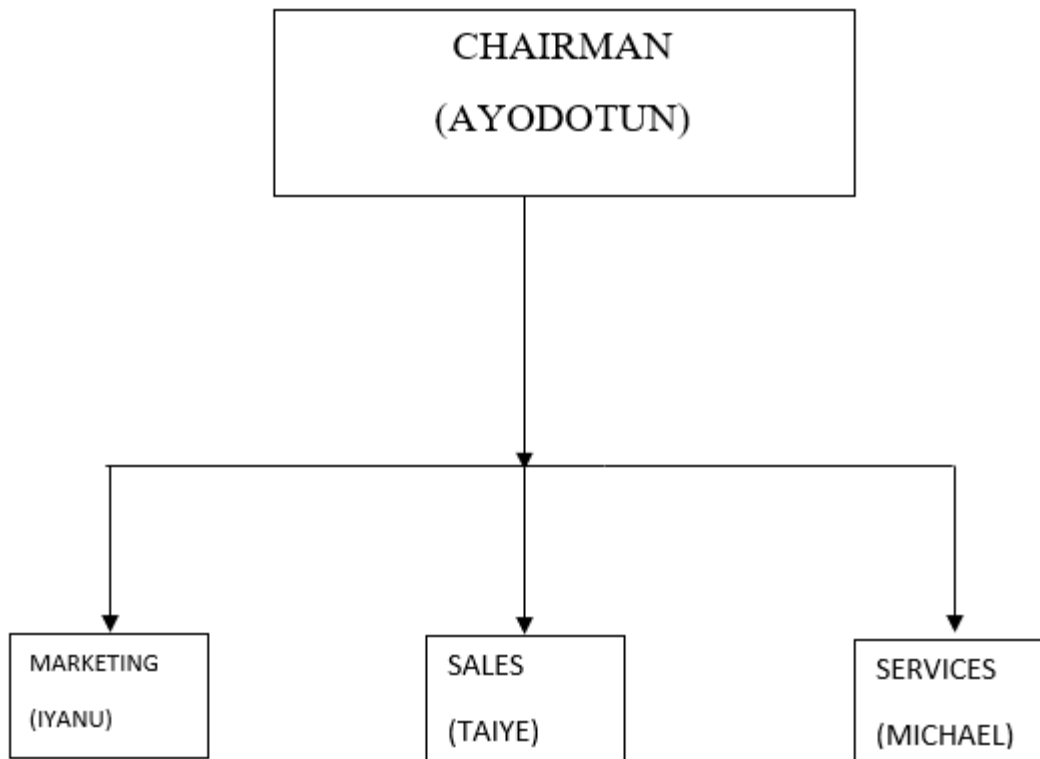 CHAIRMAN
(AYODOTUN)
MARKETING
(IYANU)
SALES
(TAIYE)
SERVICES
(MICHAEL)